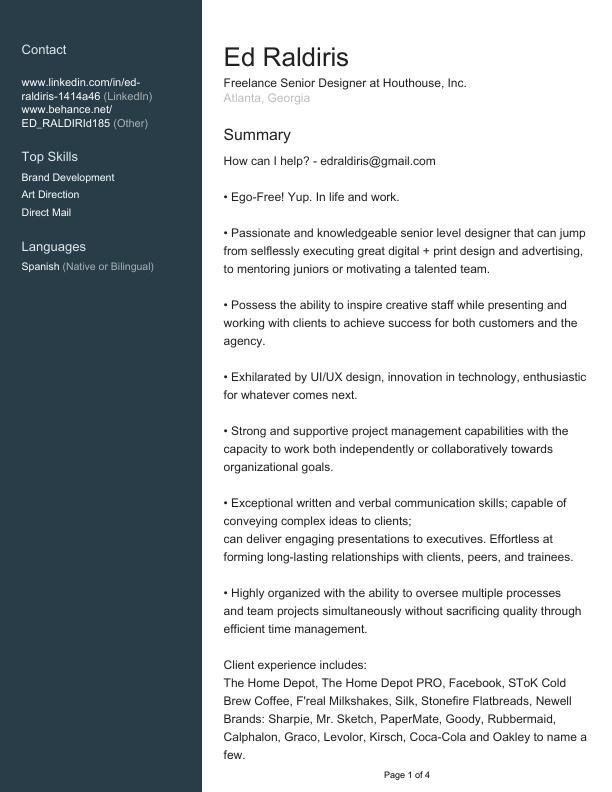 Contact
www.linkedin.com/in/ed-
raldiris-1414a46 (LinkedIn)
www.behance.net/
ED_RALDIRId185 (Other)
Top Skills
Brand Development
Art Direction
Direct Mail
Languages
Spanish (Native or Bilingual)
Ed Raldiris
Freelance Senior Designer at Houthouse, Inc.
Atlanta, Georgia
Summary
How can I help? - edraldiris@gmail.com
• Ego-Free! Yup. In life and work.
• Passionate and knowledgeable senior level designer that can jump
from selflessly executing great digital + print design and advertising,
to mentoring juniors or motivating a talented team.
• Possess the ability to inspire creative staff while presenting and
working with clients to achieve success for both customers and the
agency.
• Exhilarated by UI/UX design, innovation in technology, enthusiastic
for whatever comes next.
• Strong and supportive project management capabilities with the
capacity to work both independently or collaboratively towards
organizational goals.
• Exceptional written and verbal communication skills; capable of
conveying complex ideas to clients;
can deliver engaging presentations to executives. Effortless at
forming long-lasting relationships with clients, peers, and trainees.
• Highly organized with the ability to oversee multiple processes
and team projects simultaneously without sacrificing quality through
efficient time management.
Client experience includes:
The Home Depot, The Home Depot PRO, Facebook, SToK Cold
Brew Coffee, F'real Milkshakes, Silk, Stonefire Flatbreads, Newell
Brands: Sharpie, Mr. Sketch, PaperMate, Goody, Rubbermaid,
Calphalon, Graco, Levolor, Kirsch, Coca-Cola and Oakley to name a
few.
Page 1 of 4